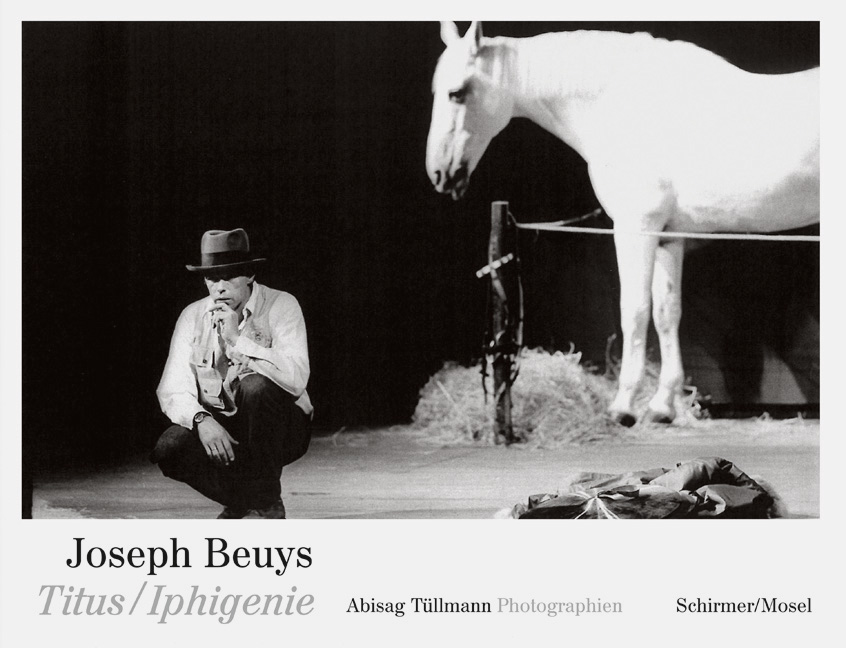 Joseph Beuys
Titus/Iphigenie
Abisag Tüllmann Photographien
Schirmer/Mosel